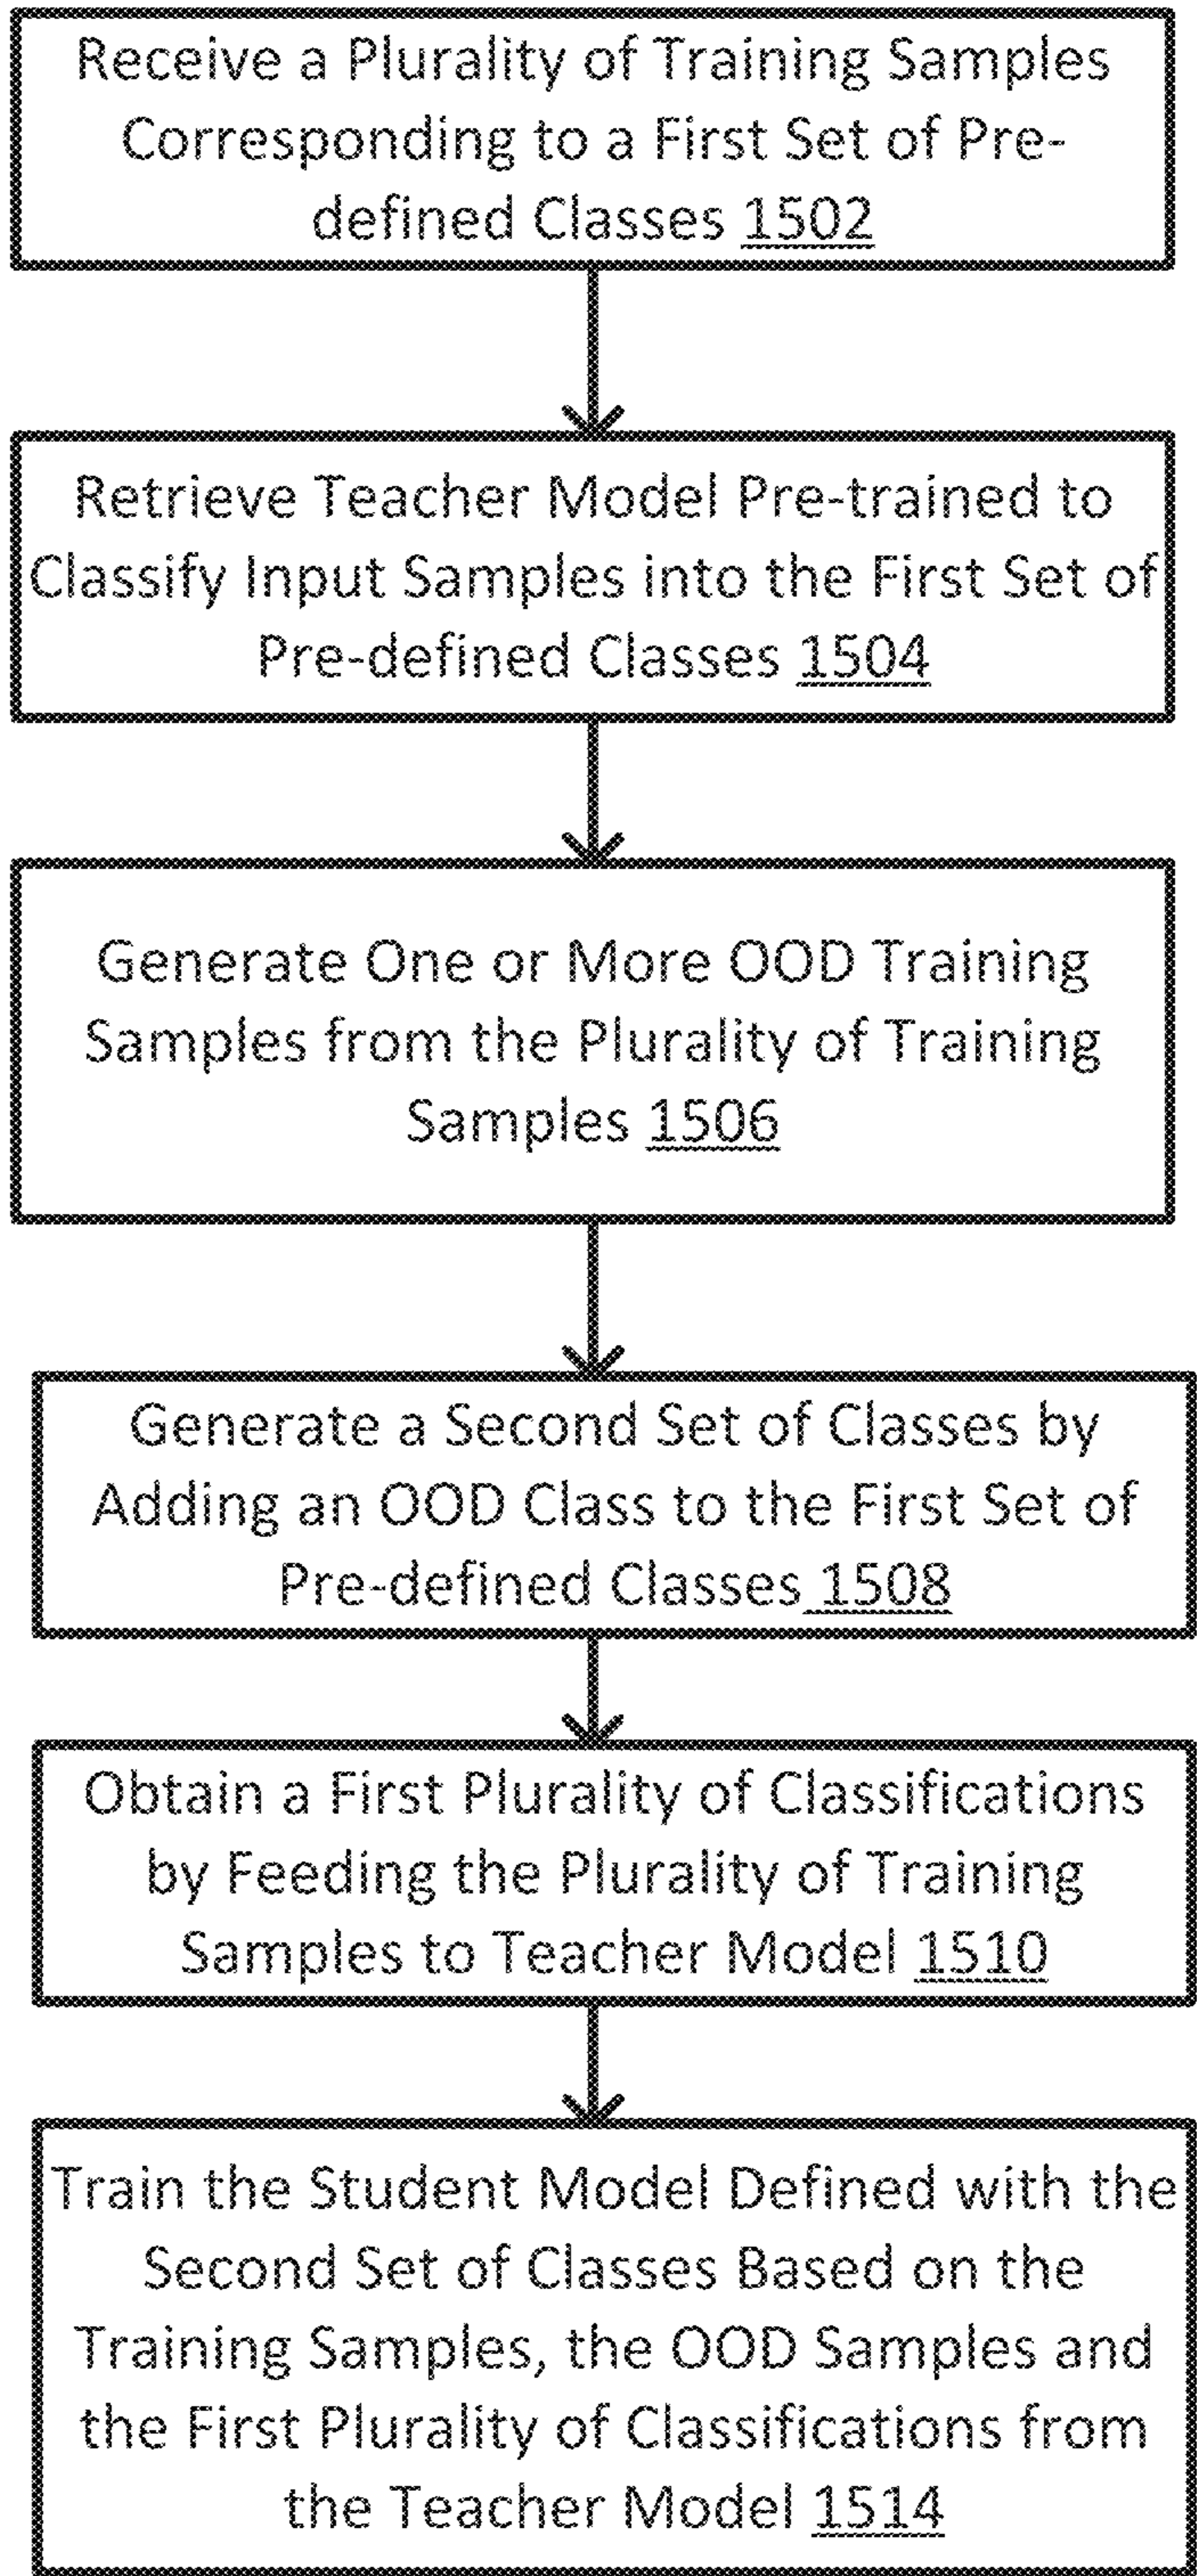 Receive a Plurality of Training Samples
Corresponding to a First Set of Pre-
defined Classes 1502
Retrieve Teacher Model Pre-trained to
Classify Input Samples into the First Set of
Pre-defined Classes 1504
Generate One or More OOD Training
Samples from the Plurality of Training
Samples 1506
Generate a Second Set of Classes by
Adding an OOD Class to the First Set of
Pre-defined Classes 1508
Obtain a First Plurality of Classifications
by Feeding the Plurality of Training
Samples to Teacher Model 1510
Train the Student Model Defined with the
Second Set of Classes Based on the
Training Samples, the OOD Samples and
the First Plurality of Classifications from
the Teacher Model 1514